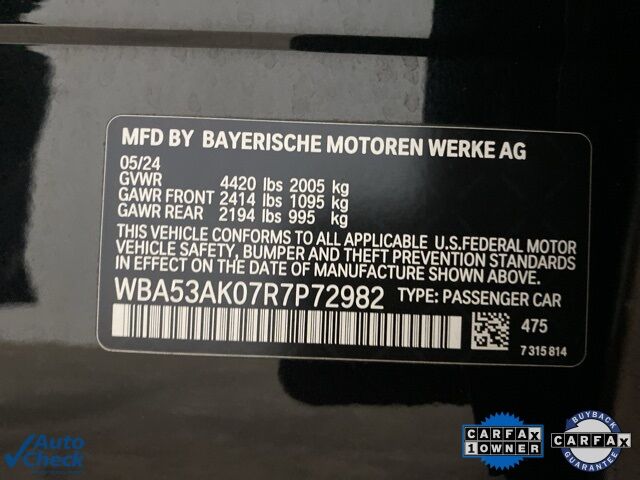 MFD BY BAYERISCHE MOTOREN WERKE AG
05/24
GVWR 4420 lbs 2005 kg
GAWR FRONT 2414 lbs 1095 kg
GAWR REAR 2194 lbs 995 kg
THIS VEHICLE CONFORMS TO ALL APPLICABLE U.S.FEDERAL MOTOR
VEHICLE SAFETY, BUMPER AND THEFT PREVENTION STANDARDS
IN EFFECT ON THE DATE OF MANUFACTURE SHOWN ABOVE.
WBA53AK07R7P72982 TYPE: PASSENGER CAR
475
7 315 814
Auto
Check
CARFAX
1 OWNER
BUYBACK
CARFAX
GUARANTEE